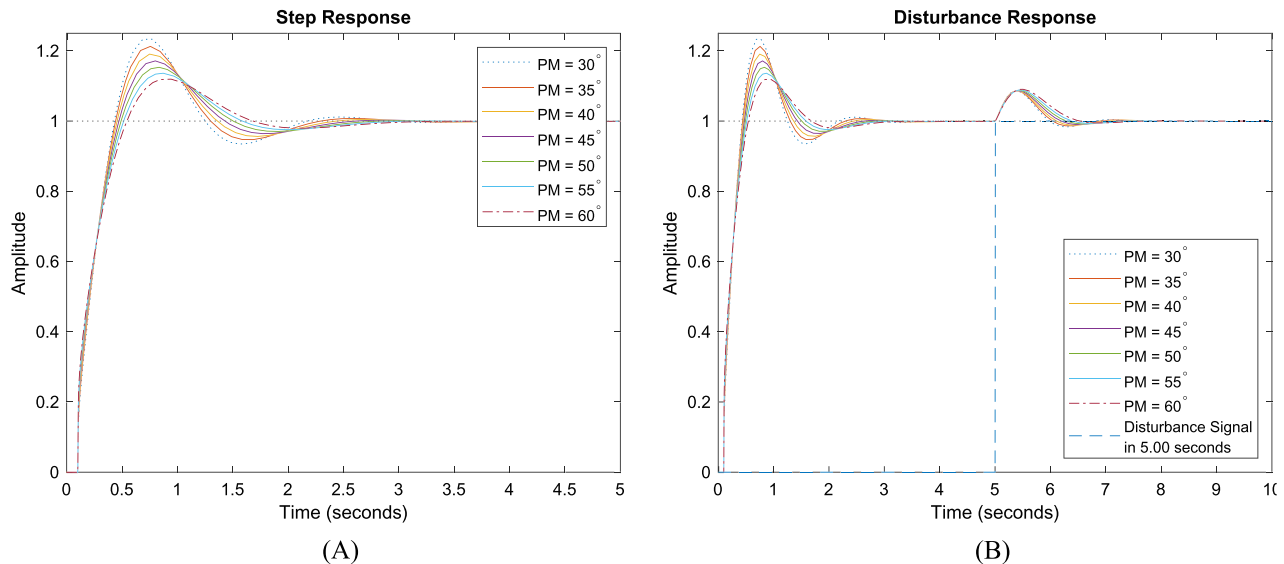 Step Response
1.2
1
0.8
0.6
0.4
0.2
0
Amplitude
0 0.5 1 1.5 2 2.5 3 3.5 4 4.5 5
Time (seconds)
PM = 30°
PM = 35°
PM = 40°
PM = 45°
PM = 50°
PM = 55°
PM = 60°
(A)
Disturbance Response
1.2
1
0.8
0.6
0.4
0.2
0
Amplitude
0 1 2 3 4 5 6 7 8 9 10
Time (seconds)
PM = 30°
PM = 35°
PM = 40°
PM = 45°
PM = 50°
PM = 55°
PM = 60°
Disturbance Signal
in 5.00 seconds
(B)